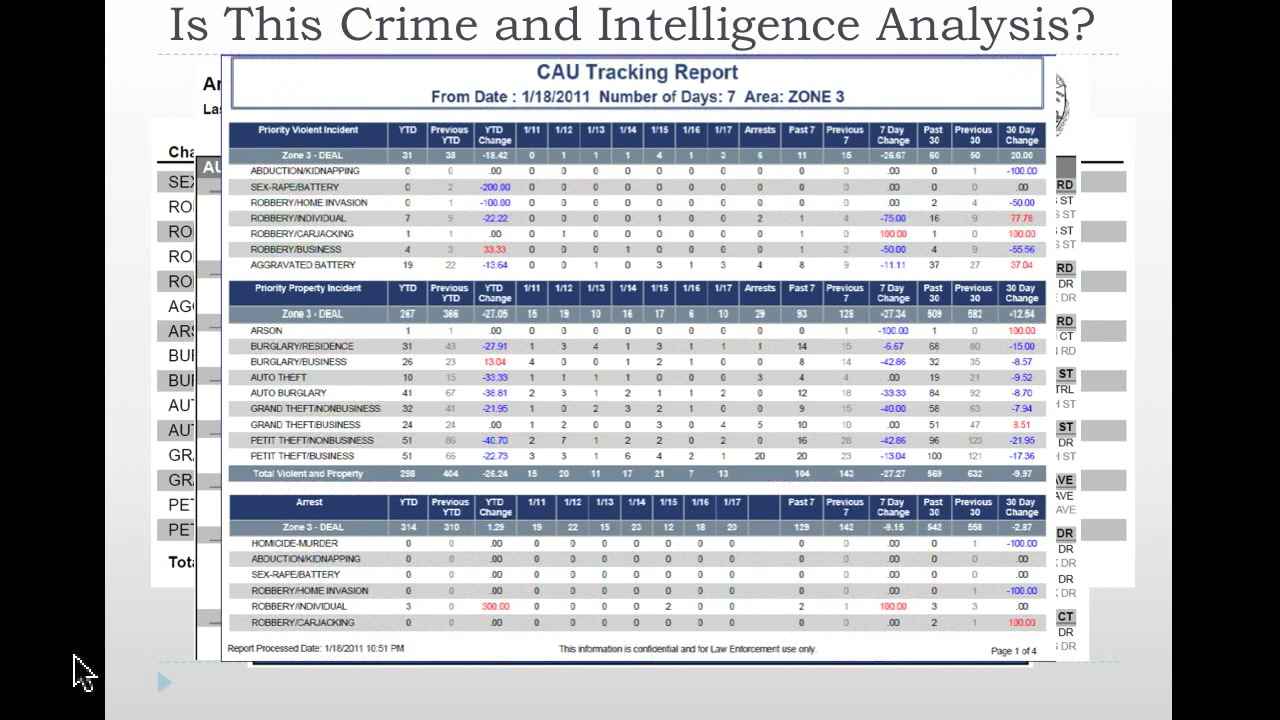 Is This Crime and Intelligence Analysis?
CAU Tracking Report
From Date : 1/18/2011 Number of Days: 7 Area: ZONE 3
Priority Violent Incident YTD Previous YTD YTD Change 1/11 1/12 1/13 1/14 1/15 1/16 1/17 Arrests Past 7 Previous 7 7 Day Change Past 30 Previous 30 30 Day Change
Zone 3 - DEAL 31 38 -18.42 0 1 1 1 4 1 3 6 11 15 -26.67 60 50 20.00
ABDUCTION/KIDNAPPING 0 0 .00 0 0 0 0 0 0 0 0 0 0 .00 0 1 -100.00
SEX-RAPE/BATTERY 0 2 -200.00 0 0 0 0 0 0 0 0 0 0 .00 0 0 .00
ROBBERY/HOME INVASION 0 1 -100.00 0 0 0 0 0 0 0 0 0 0 .00 2 4 -50.00
ROBBERY/INDIVIDUAL 7 9 -22.22 0 0 0 0 1 0 0 2 1 4 -75.00 16 9 77.78
ROBBERY/CARJACKING 1 1 .00 0 1 0 0 0 0 0 0 1 0 100.00 1 0 100.00
ROBBERY/BUSINESS 4 3 33.33 0 0 0 1 0 0 0 0 1 2 -50.00 4 9 -55.56
AGGRAVATED BATTERY 19 22 -13.64 0 0 1 0 3 1 3 4 8 9 -11.11 37 27 37.04
Priority Property Incident YTD Previous YTD YTD Change 1/11 1/12 1/13 1/14 1/15 1/16 1/17 Arrests Past 7 Previous 7 7 Day Change Past 30 Previous 30 30 Day Change
Zone 3 - DEAL 267 366 -27.05 15 19 10 16 17 6 10 29 93 128 -27.34 509 582 -12.54
ARSON 1 1 .00 0 0 0 0 0 0 0 0 0 1 -100.00 1 0 100.00
BURGLARY/RESIDENCE 31 43 -27.91 1 3 4 1 3 1 1 1 14 15 -6.67 68 80 -15.00
BURGLARY/BUSINESS 26 23 13.04 4 0 0 1 2 1 0 0 8 14 -42.86 32 35 -8.57
AUTO THEFT 10 15 -33.33 1 1 1 1 0 0 0 3 4 4 .00 19 21 -9.52
AUTO BURGLARY 41 67 -38.81 2 3 1 2 1 1 2 0 12 18 -33.33 84 92 -8.70
GRAND THEFT/NONBUSINESS 32 41 -21.95 1 0 2 3 2 1 0 0 9 15 -40.00 58 63 -7.94
GRAND THEFT/BUSINESS 24 24 .00 1 2 0 0 3 0 4 5 10 10 .00 51 47 8.51
PETIT THEFT/NONBUSINESS 51 86 -40.70 2 7 1 2 2 0 2 0 16 28 -42.86 96 123 -21.95
PETIT THEFT/BUSINESS 51 66 -22.73 3 3 1 6 4 2 1 20 20 23 -13.04 100 121 -17.36
Total Violent and Property 298 404 -26.24 15 20 11 17 21 7 13 104 143 -27.27 569 632 -9.97
Arrest YTD Previous YTD YTD Change 1/11 1/12 1/13 1/14 1/15 1/16 1/17 Past 7 Previous 7 7 Day Change Past 30 Previous 30 30 Day Change
Zone 3 - DEAL 314 310 1.29 19 22 15 23 12 18 20 129 142 -9.15 542 558 -2.87
HOMICIDE-MURDER 0 0 .00 0 0 0 0 0 0 0 0 0 .00 0 1 -100.00
ABDUCTION/KIDNAPPING 0 0 .00 0 0 0 0 0 0 0 0 0 .00 0 0 .00
SEX-RAPE/BATTERY 0 0 .00 0 0 0 0 0 0 0 0 0 .00 0 0 .00
ROBBERY/HOME INVASION 0 0 .00 0 0 0 0 0 0 0 0 0 .00 0 1 -100.00
ROBBERY/INDIVIDUAL 3 0 300.00 0 0 0 0 2 0 0 2 1 100.00 3 3 .00
ROBBERY/CARJACKING 0 0 .00 0 0 0 0 0 0 0 0 0 .00 2 1 100.00
Report Processed Date: 1/18/2011 10:51 PM This information is confidential and for Law Enforcement use only. Page 1 of 4